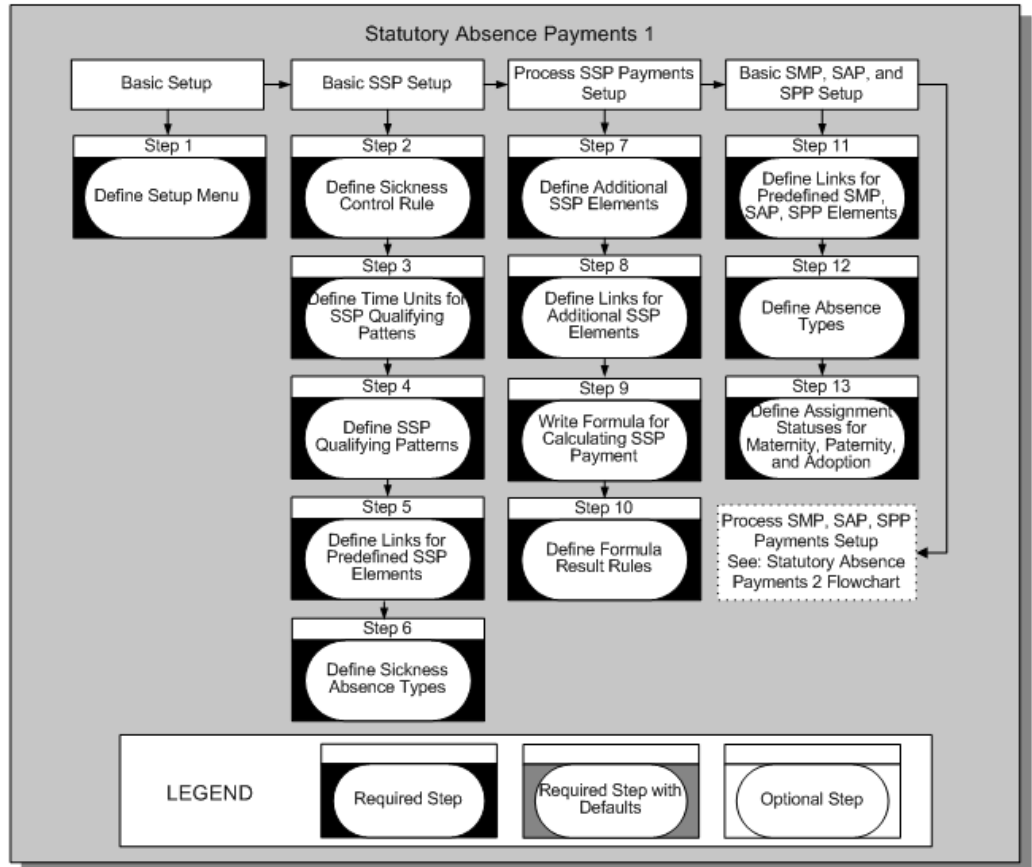 Statutory Absence Payments 1
Basic Setup
Basic SSP Setup
Process SSP Payments
Setup
Basic SMP, SAP, and
SPP Setup
Step 1
Define Setup Menu
Step 2
Define Sickness
Control Rule
Step 3
Define Time Units for
SSP Qualifying
Pattens
Step 4
Define SSP
Qualifying Patterns
Step 5
Define Links for
Predefined SSP
Elements
Step 6
Define Sickness
Absence Types
Step 7
Define Additional
SSP Elements
Step 8
Define Links for
Additional SSP
Elements
Step 9
Write Formula for
Calculating SSP
Payment
Step 10
Define Formula
Result Rules
Step 11
Define Links for
Predefined SMP,
SAP, SPP Elements
Step 12
Define Absence
Types
Step 13
Define Assignment
Statuses for
Maternity, Paternity,
and Adoption
Process SMP, SAP, SPP
Payments Setup
See: Statutory Absence
Payments 2 Flowchart
LEGEND
Required Step
Required Step with
Defaults
Optional Step